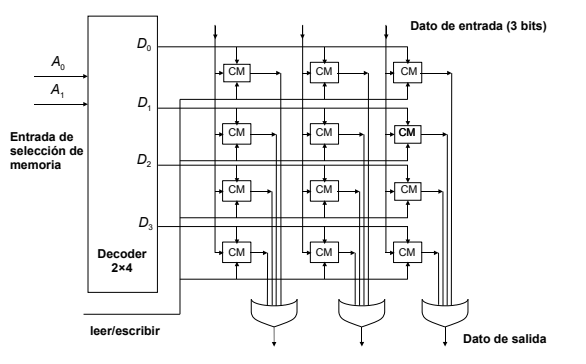 Dato de entrada (3 bits)
D0
A0
CM CM CM
A1
D1
Entrada de
selección de
memoria
CM CM CM
D2
CM CM CM
D3
Decoder
2×4
CM CM CM
leer/escribir
Dato de salida